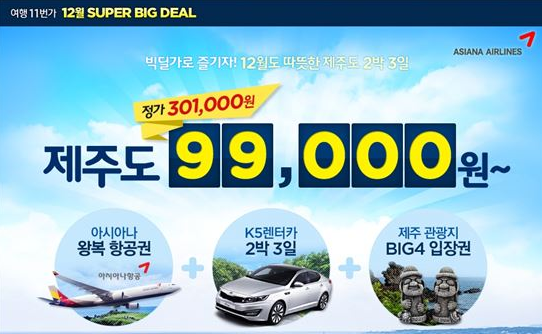 여행 11번가 12월 SUPER BIG DEAL
ASIANA AIRLINES
빅딜가로 즐기자! 12월도 따뜻한 제주도 2박 3일
정가 301,000원
제주도 99,000원~
아시아나
왕복 항공권
아시아나항공
+
K5렌터카
2박 3일
+
제주 관광지
BIG4 입장권